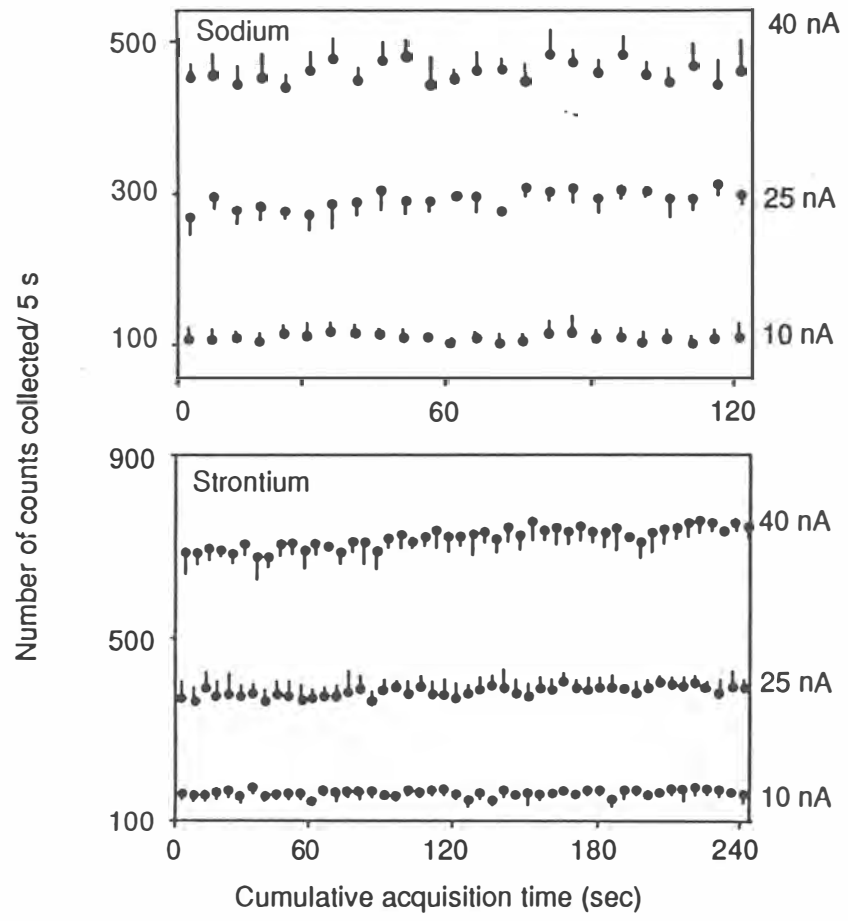 Number of counts collected/ 5 s
Sodium
500
300
100
40 nA
25 nA
10 nA
0
60
120
Strontium
900
500
100
40 nA
25 nA
10 nA
0
60
120
180
240
Cumulative acquisition time (sec)